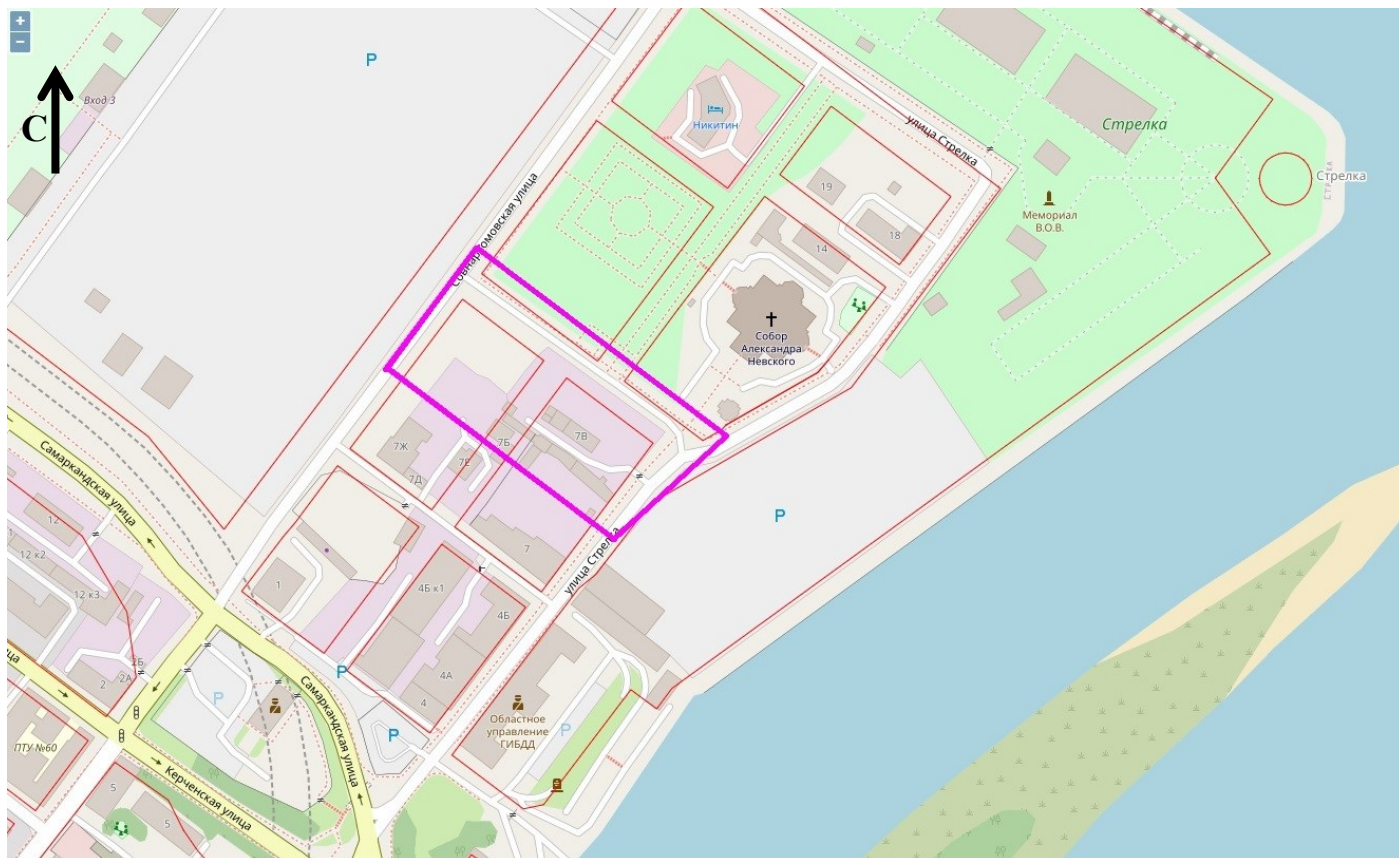 +
−
С
P
Вход 3
Никитин
улица Стрелка
Стрелка
Стрелка
СТРЕЛКА
Мемориал
В.О.В.
19
18
14
Совнаркомовская улица
Собор
Александра
Невского
7Ж
7Б
7В
7Е
7Д
P
Самаркандская улица
12
12 к2
12 к3
7
улица Стрелка
1
4Б к1
4Б
2Б
2А
2
4А
4
P
P
P
P
Областное
управление
ГИБДД
Самаркандская улица
ПТУ №60
Керченская улица
5
5